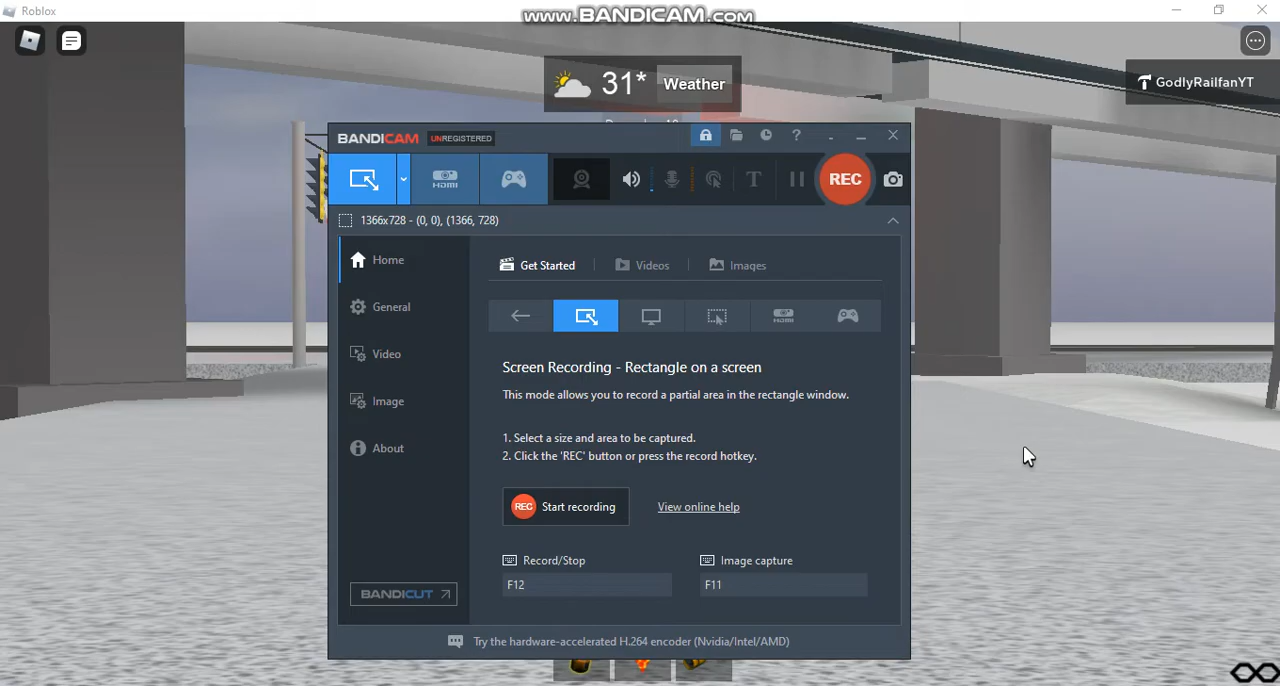 Roblox
www.BANDICAM.com
31* Weather
GodlyRailfanYT
BANDICAM UNREGISTERED
HDMI
T
REC
1366x728 - (0, 0), (1366, 728)
Home
General
Video
Image
About
BANDICUT
Get Started
Videos
Images
HDMI
Screen Recording - Rectangle on a screen
This mode allows you to record a partial area in the rectangle window.
1. Select a size and area to be captured.
2. Click the 'REC' button or press the record hotkey.
REC Start recording
View online help
Record/Stop
Image capture
F12
F11
Try the hardware-accelerated H.264 encoder (Nvidia/Intel/AMD)